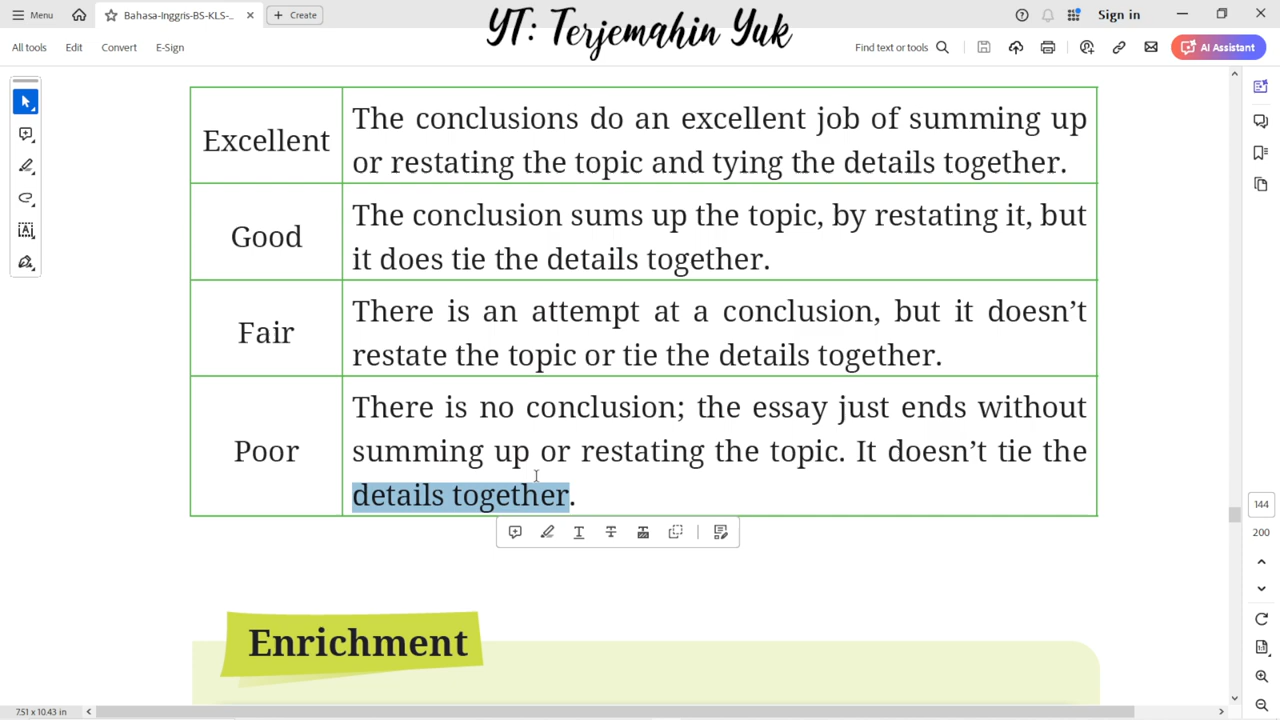 Menu
Bahasa-Inggris-BS-KLS-...
Create
YT: Terjemahin Yuk
Sign in
All tools
Edit
Convert
E-Sign
Find text or tools
AI Assistant
Excellent
The conclusions do an excellent job of summing up
or restating the topic and tying the details together.
Good
The conclusion sums up the topic, by restating it, but
it does tie the details together.
Fair
There is an attempt at a conclusion, but it doesn’t
restate the topic or tie the details together.
Poor
There is no conclusion; the essay just ends without
summing up or restating the topic. It doesn’t tie the
details together.
144
200
Enrichment
7.51 x 10.43 in